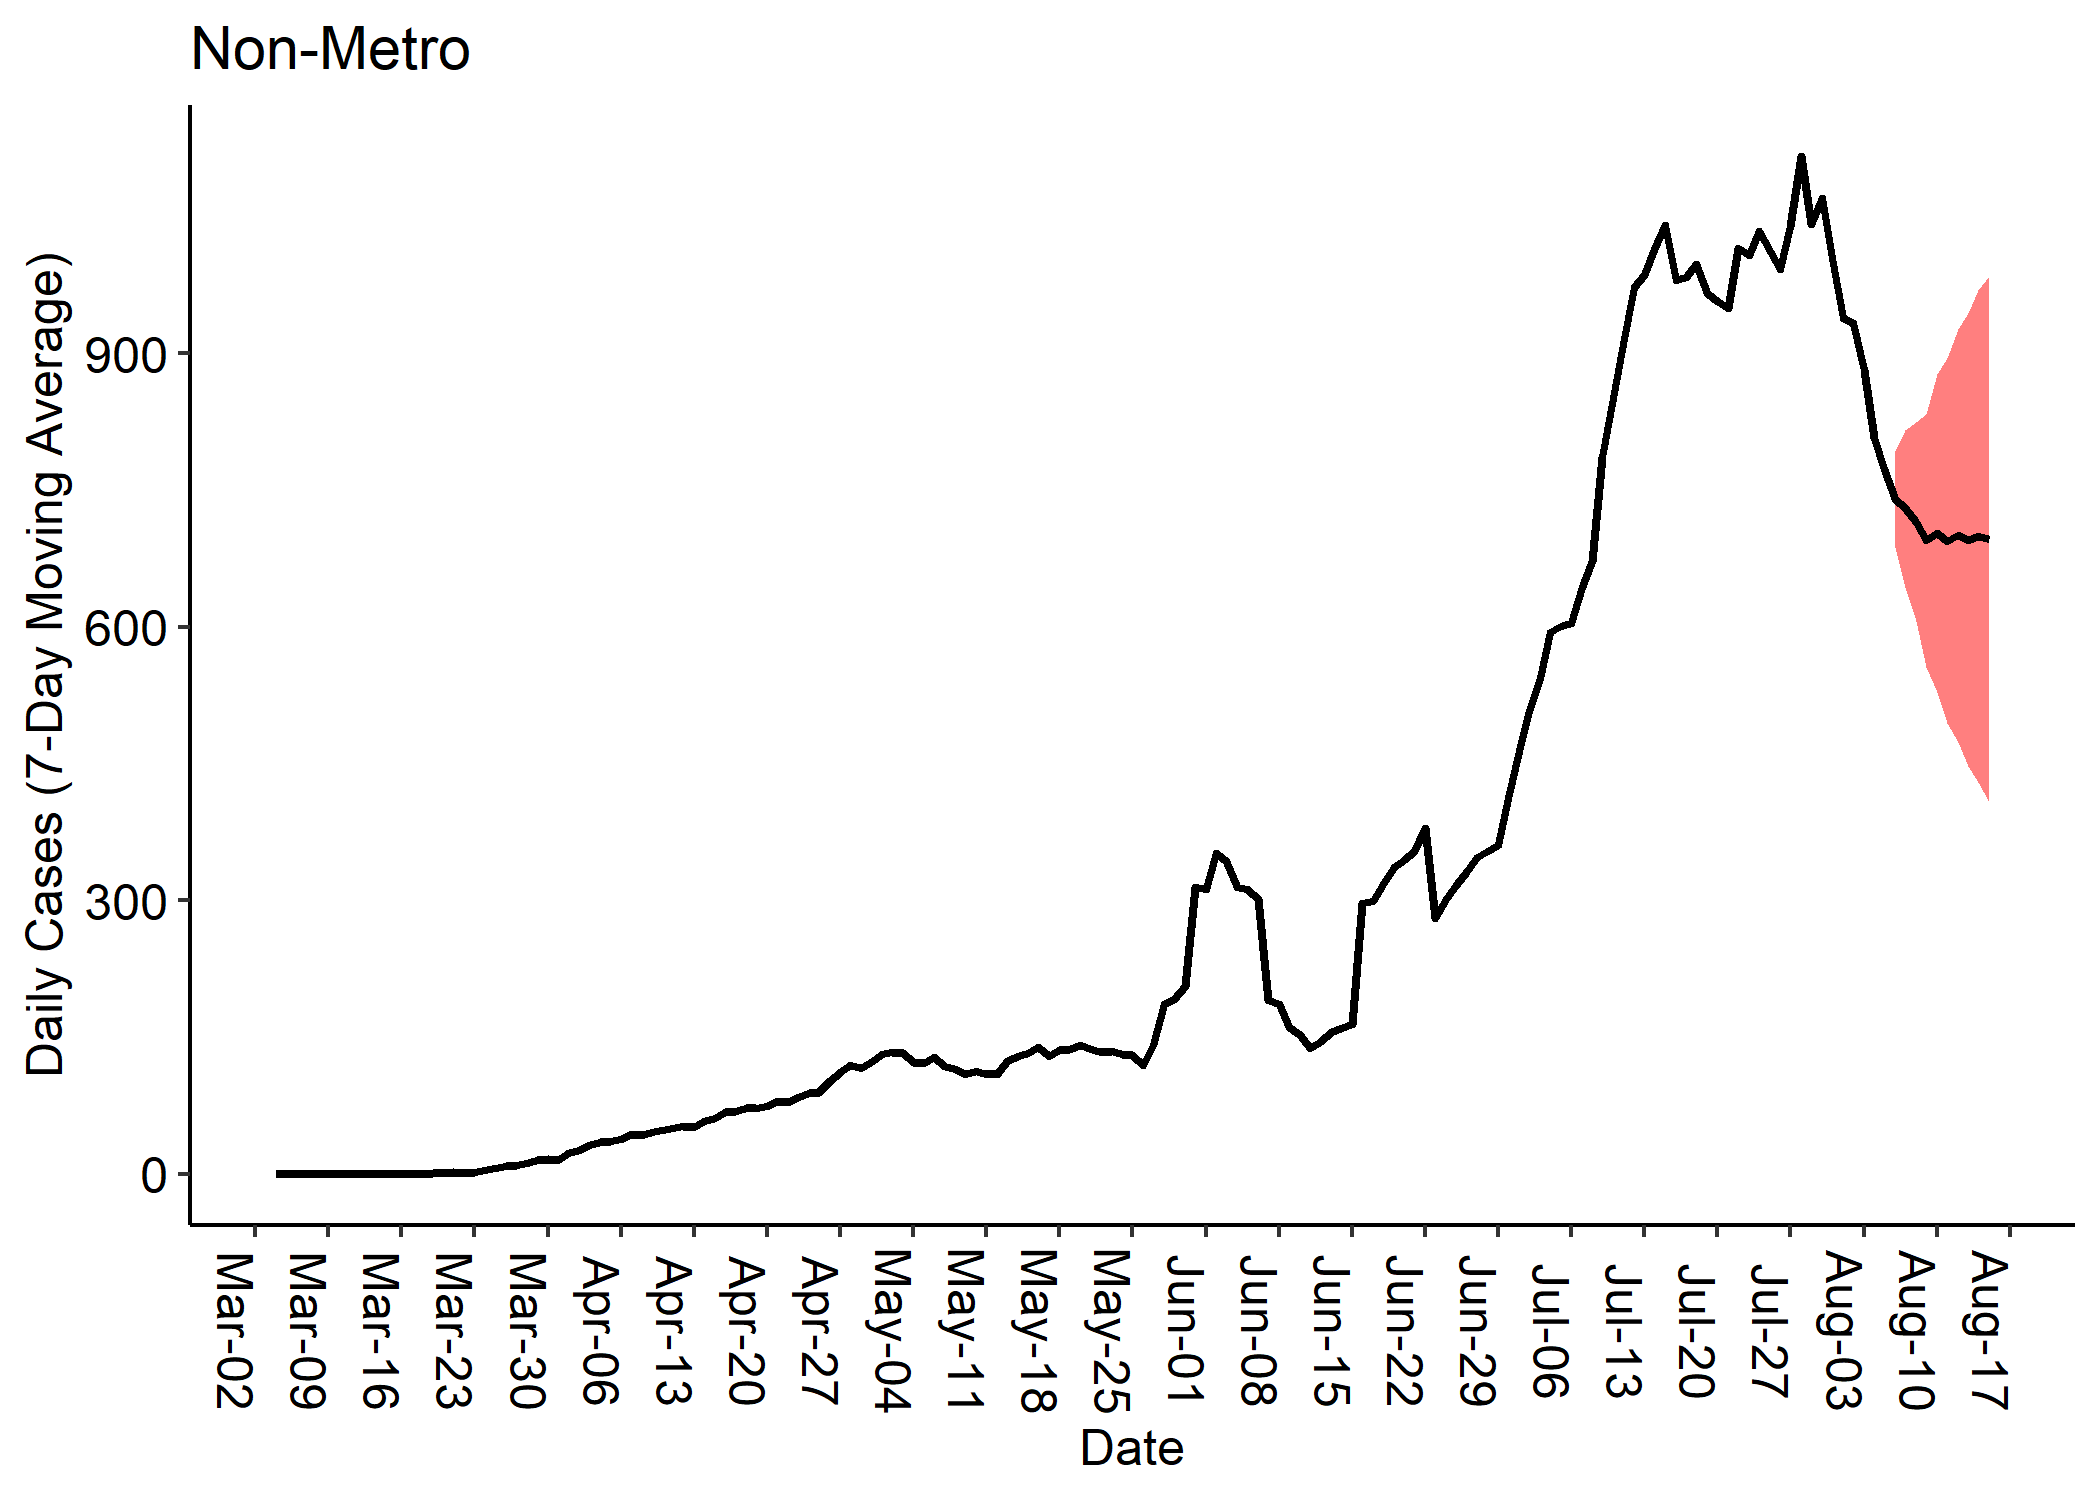 Non-Metro
Daily Cases (7-Day Moving Average)
900
600
300
0
Mar-02
Mar-09
Mar-16
Mar-23
Mar-30
Apr-06
Apr-13
Apr-20
Apr-27
May-04
May-11
May-18
May-25
Jun-01
Jun-08
Jun-15
Jun-22
Jun-29
Jul-06
Jul-13
Jul-20
Jul-27
Aug-03
Aug-10
Aug-17
Date